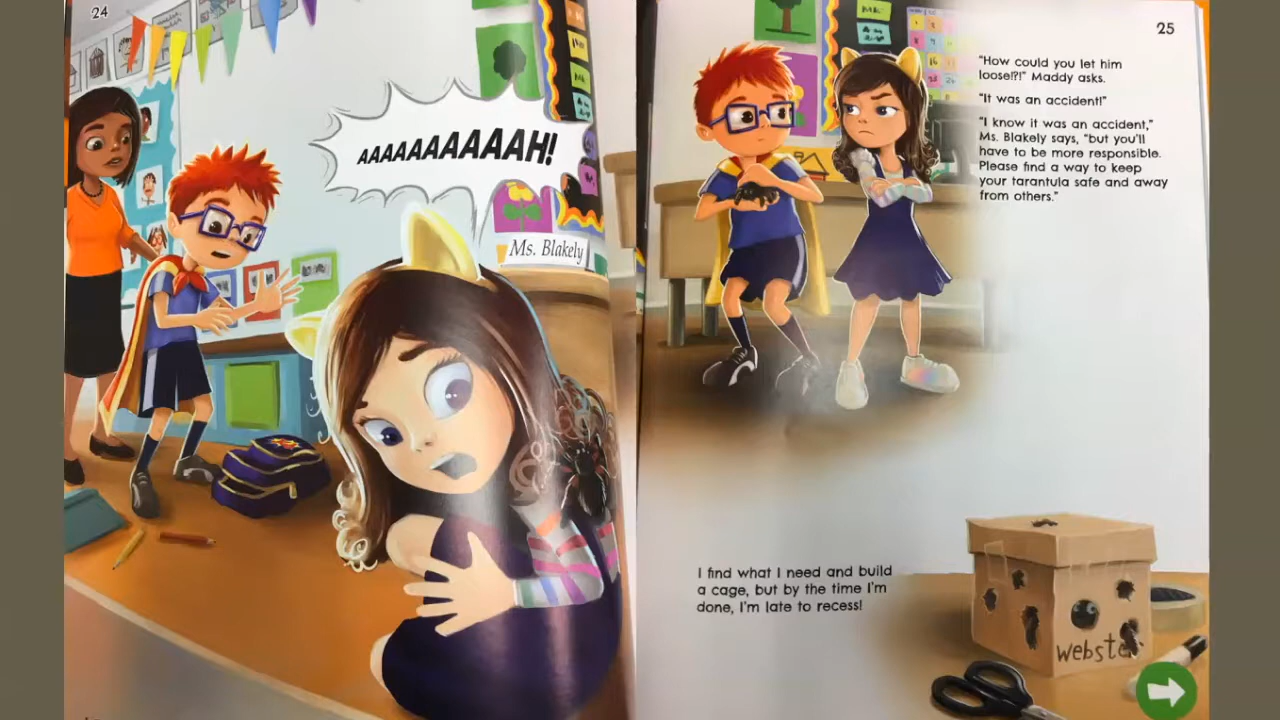 24
AAAAAAAAAAAH!
Ms. Blakely
25
"How could you let him
loose!?!" Maddy asks.
"It was an accident!"
"I know it was an accident,"
Ms. Blakely says, "but you'll
have to be more responsible.
Please find a way to keep
your tarantula safe and away
from others."
I find what I need and build
a cage, but by the time I'm
done, I'm late to recess!